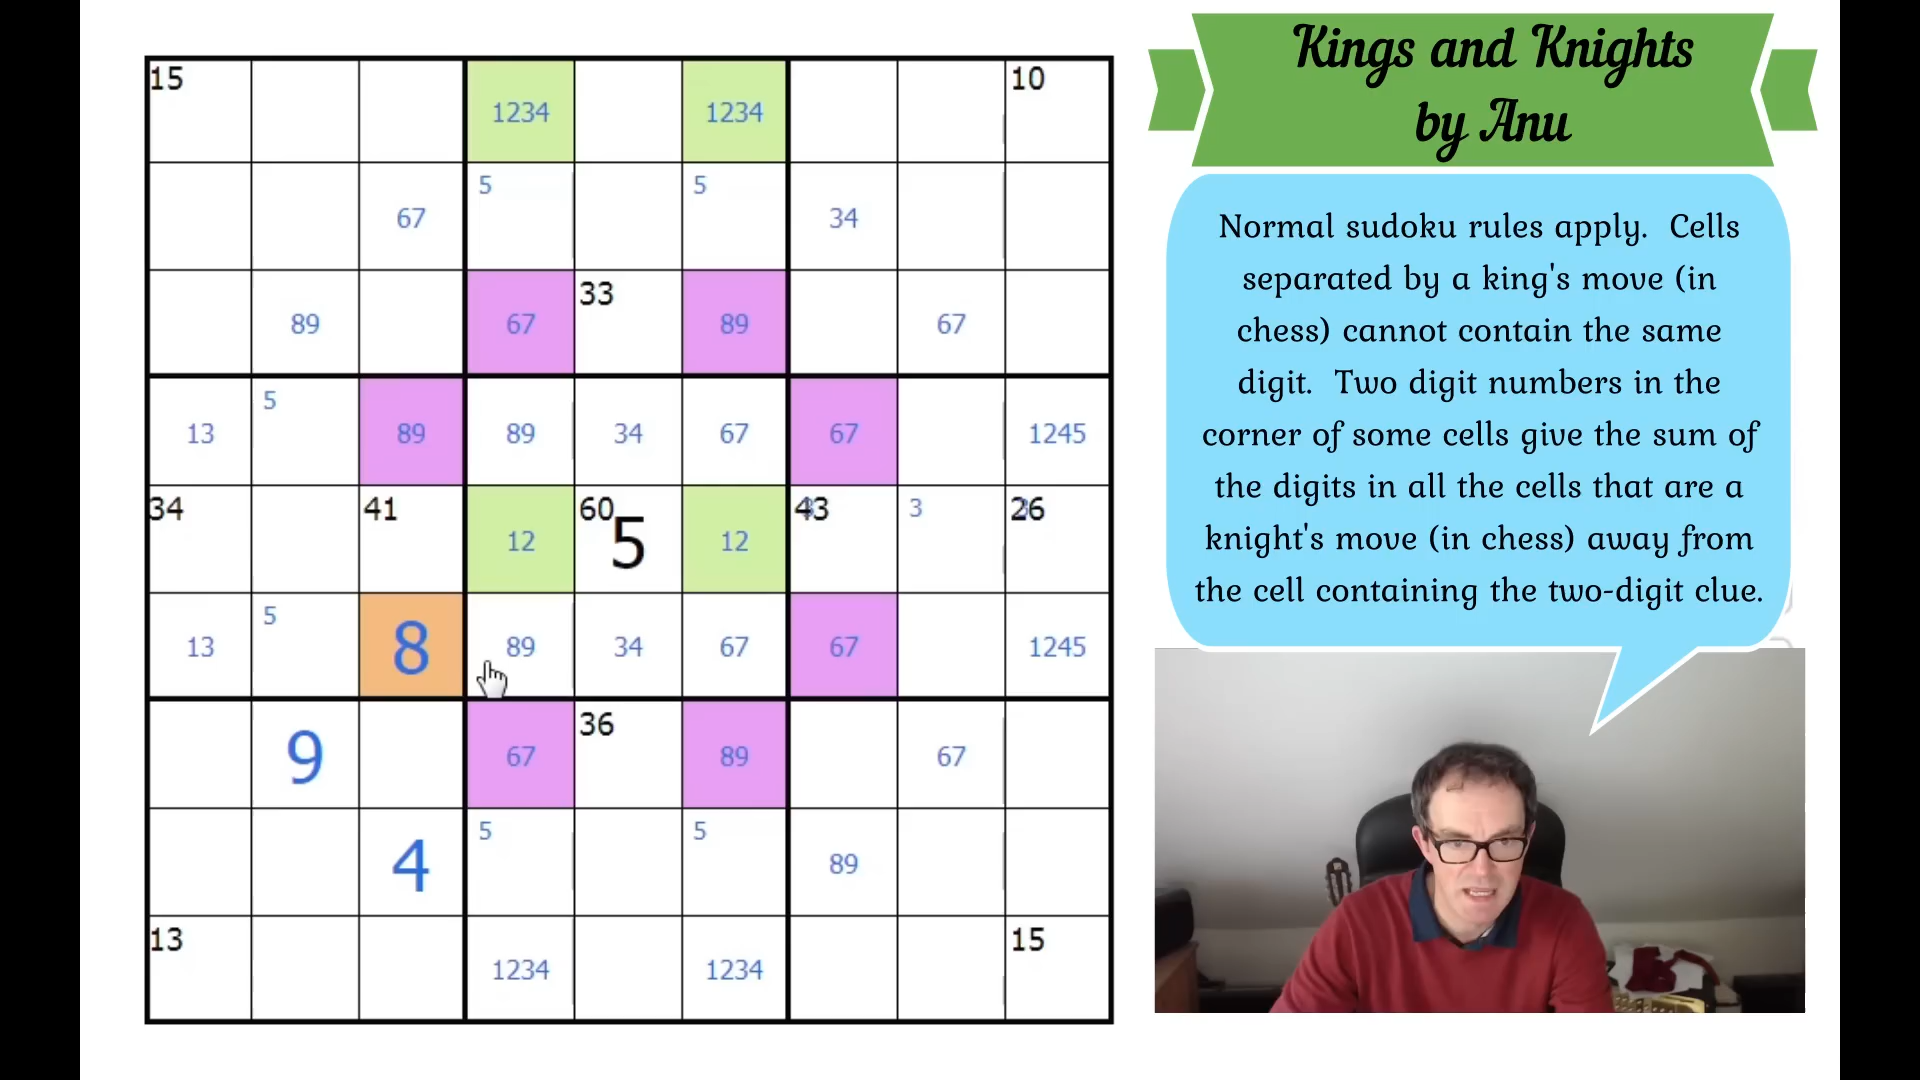 Kings and Knights
by Anu
Normal sudoku rules apply. Cells
separated by a king's move (in
chess) cannot contain the same
digit. Two digit numbers in the
corner of some cells give the sum of
the digits in all the cells that are a
knight's move (in chess) away from
the cell containing the two-digit clue.
15 1234 1234 10
67 5 5 34
89 67 33 89 67
13 5 89 89 34 67 67 1245
34 41 12 60 5 12 43 3 26
13 5 8 89 34 67 67 1245
9 67 36 89 67
4 5 5 89
13 1234 1234 15